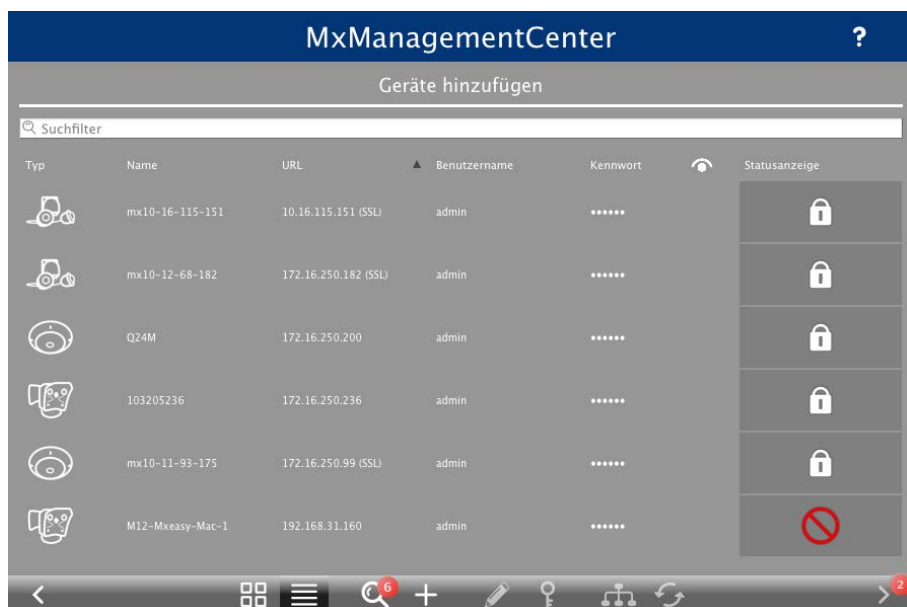 MxManagementCenter ?
Geräte hinzufügen
Suchfilter
Typ Name URL Benutzername Kennwort Statusanzeige
mx10-16-115-151 10.16.115.151 (SSL) admin ••••••
mx10-12-68-182 172.16.250.182 (SSL) admin ••••••
Q24M 172.16.250.200 admin ••••••
103205236 172.16.250.236 admin ••••••
mx10-11-93-175 172.16.250.99 (SSL) admin ••••••
M12-Mxeasy-Mac-1 192.168.31.160 admin ••••••
6 2